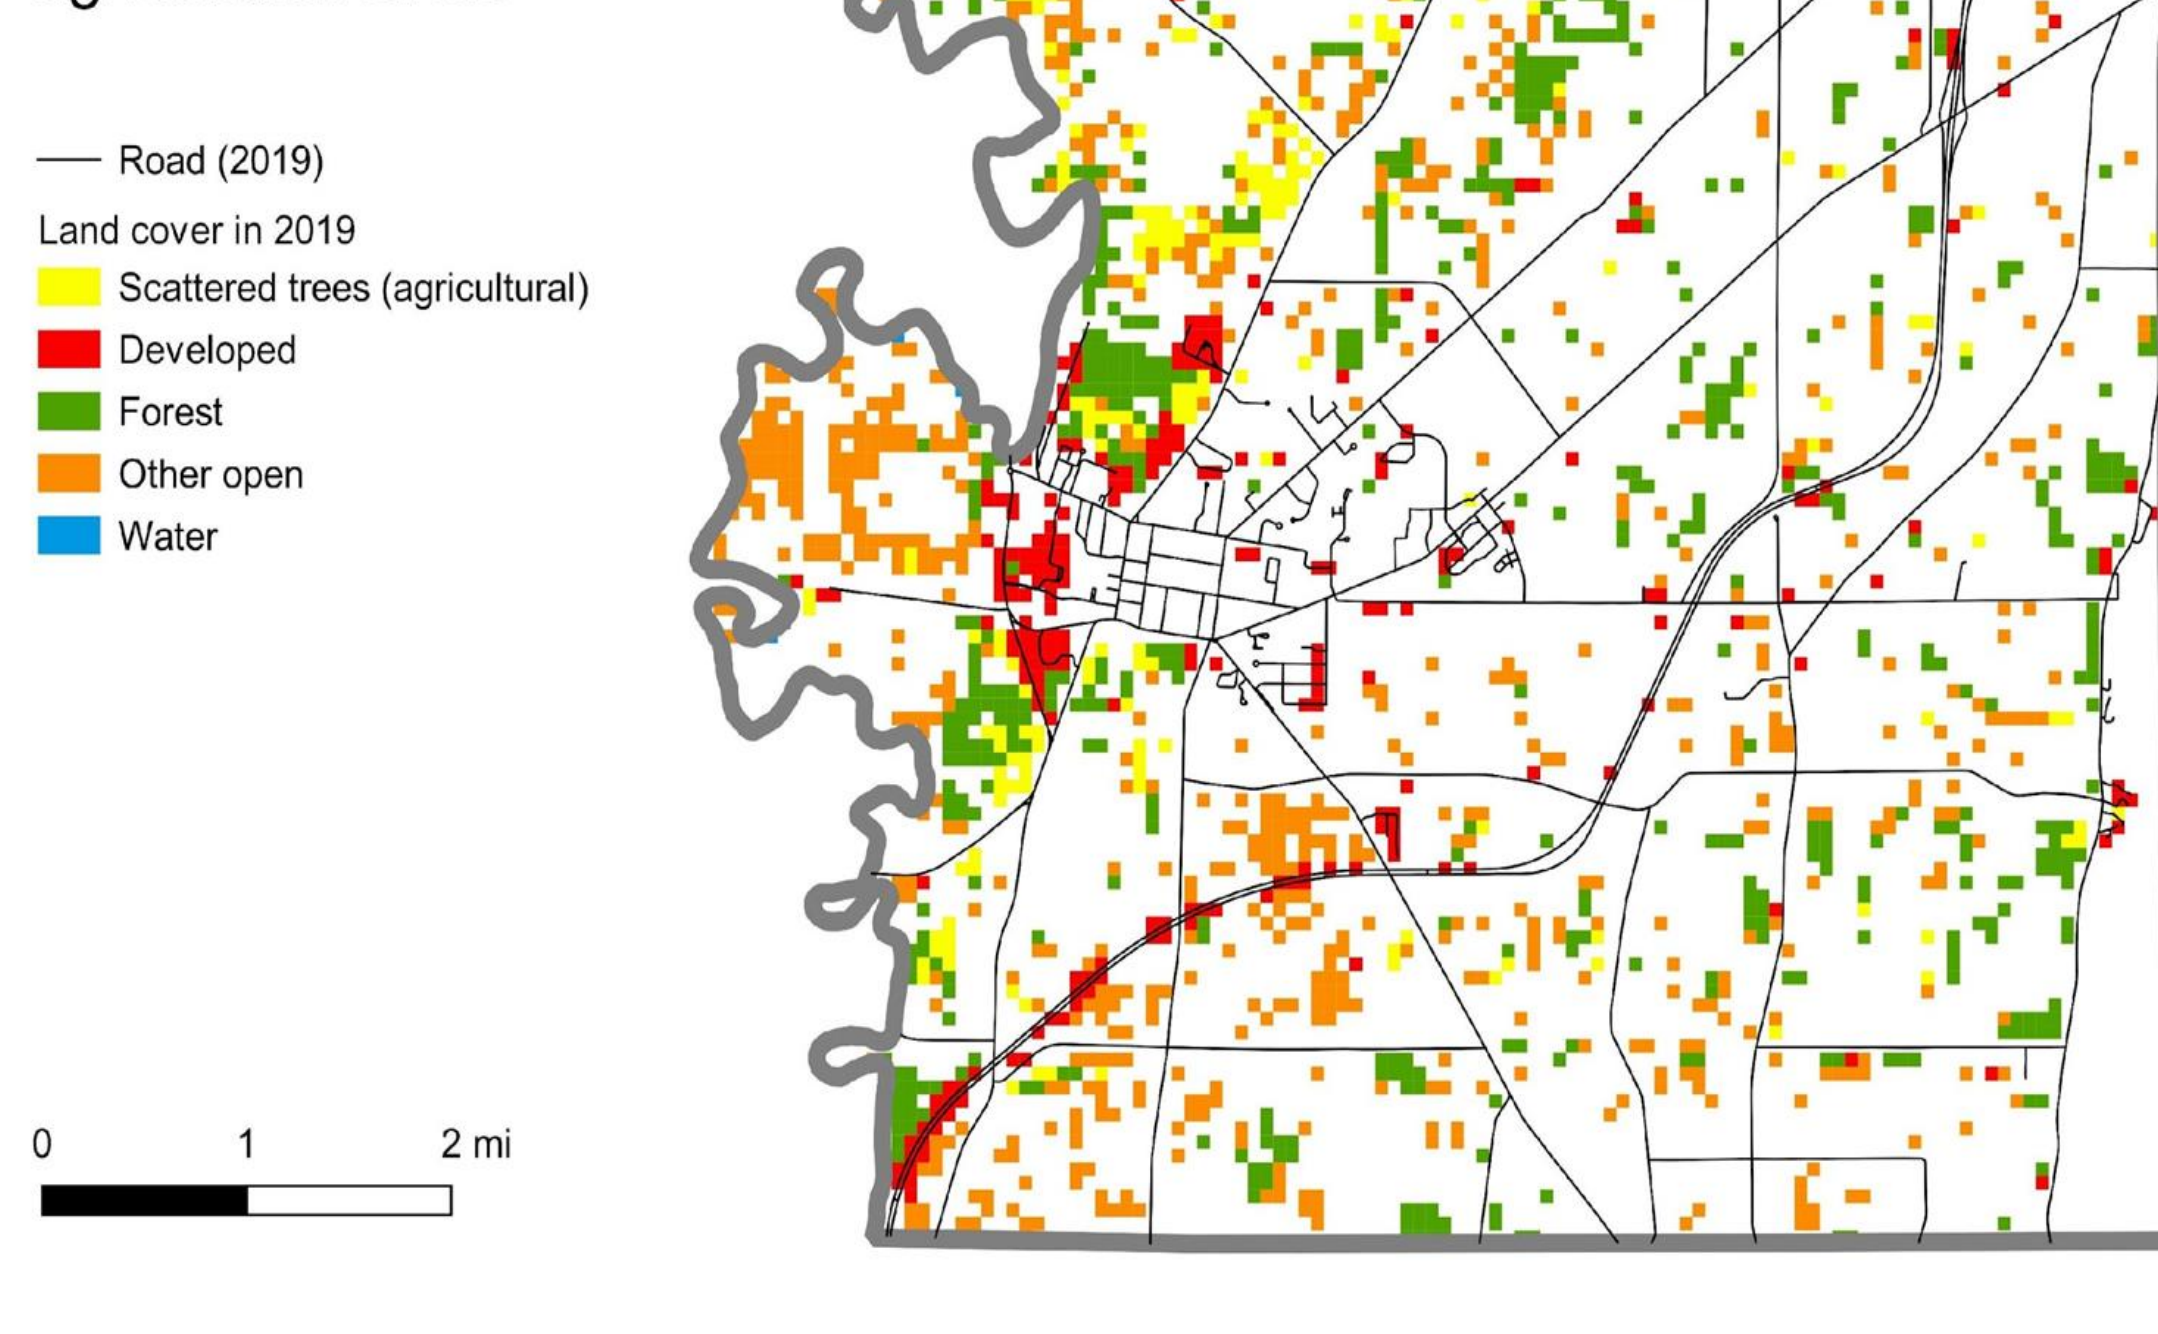 Road (2019)
Land cover in 2019
Scattered trees (agricultural)
Developed
Forest
Other open
Water
0 1 2 mi